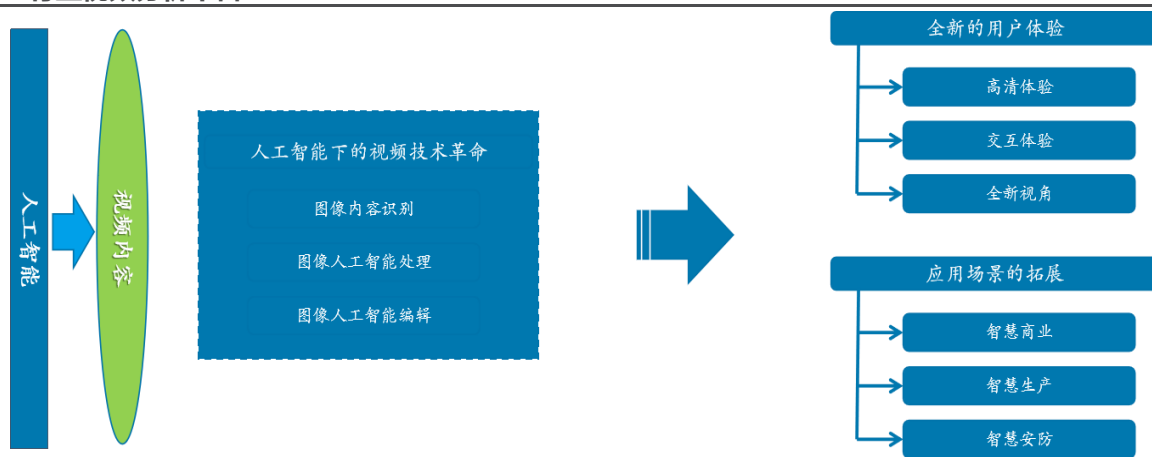 人工智能
视频内容
人工智能下的视频技术革命
图像内容识别
图像人工智能处理
图像人工智能编辑
全新的用户体验
高清体验
交互体验
全新视角
应用场景的拓展
智慧商业
智慧生产
智慧安防